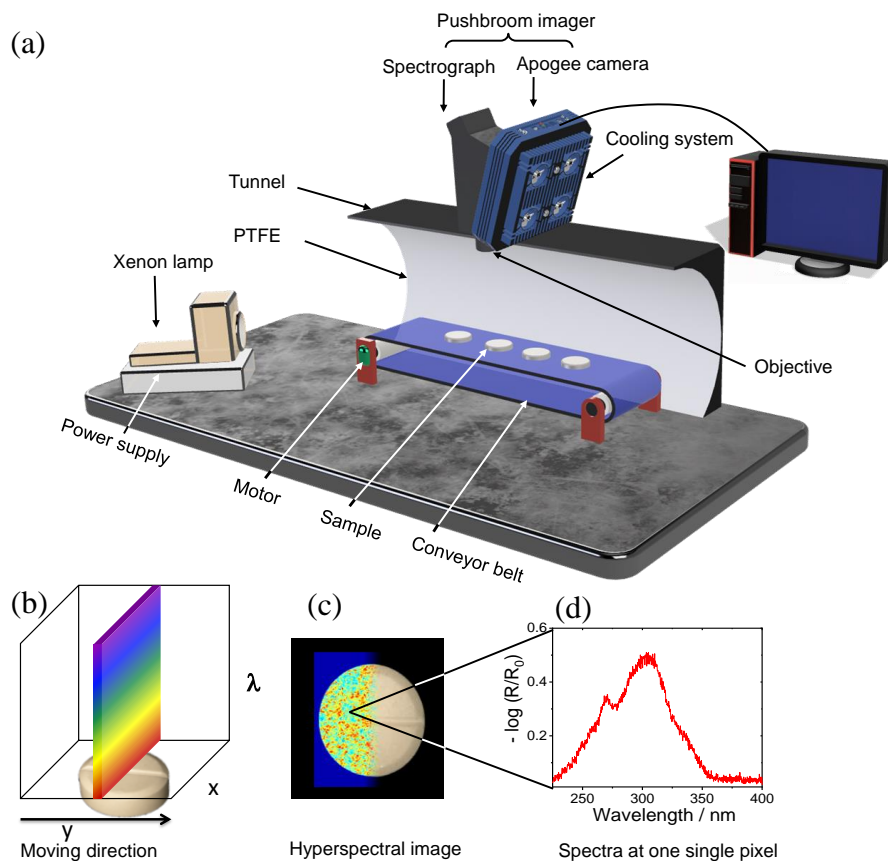 (a)
Pushbroom imager
Spectrograph
Apogee camera
Cooling system
Tunnel
PTFE
Xenon lamp
Objective
Power supply
Motor
Sample
Conveyor belt
(b)
λ
x
y
Moving direction
(c)
Hyperspectral image
(d)
0.6
0.4
0.2
- log (R/R0)
250 300 350 400
Wavelength / nm
Spectra at one single pixel